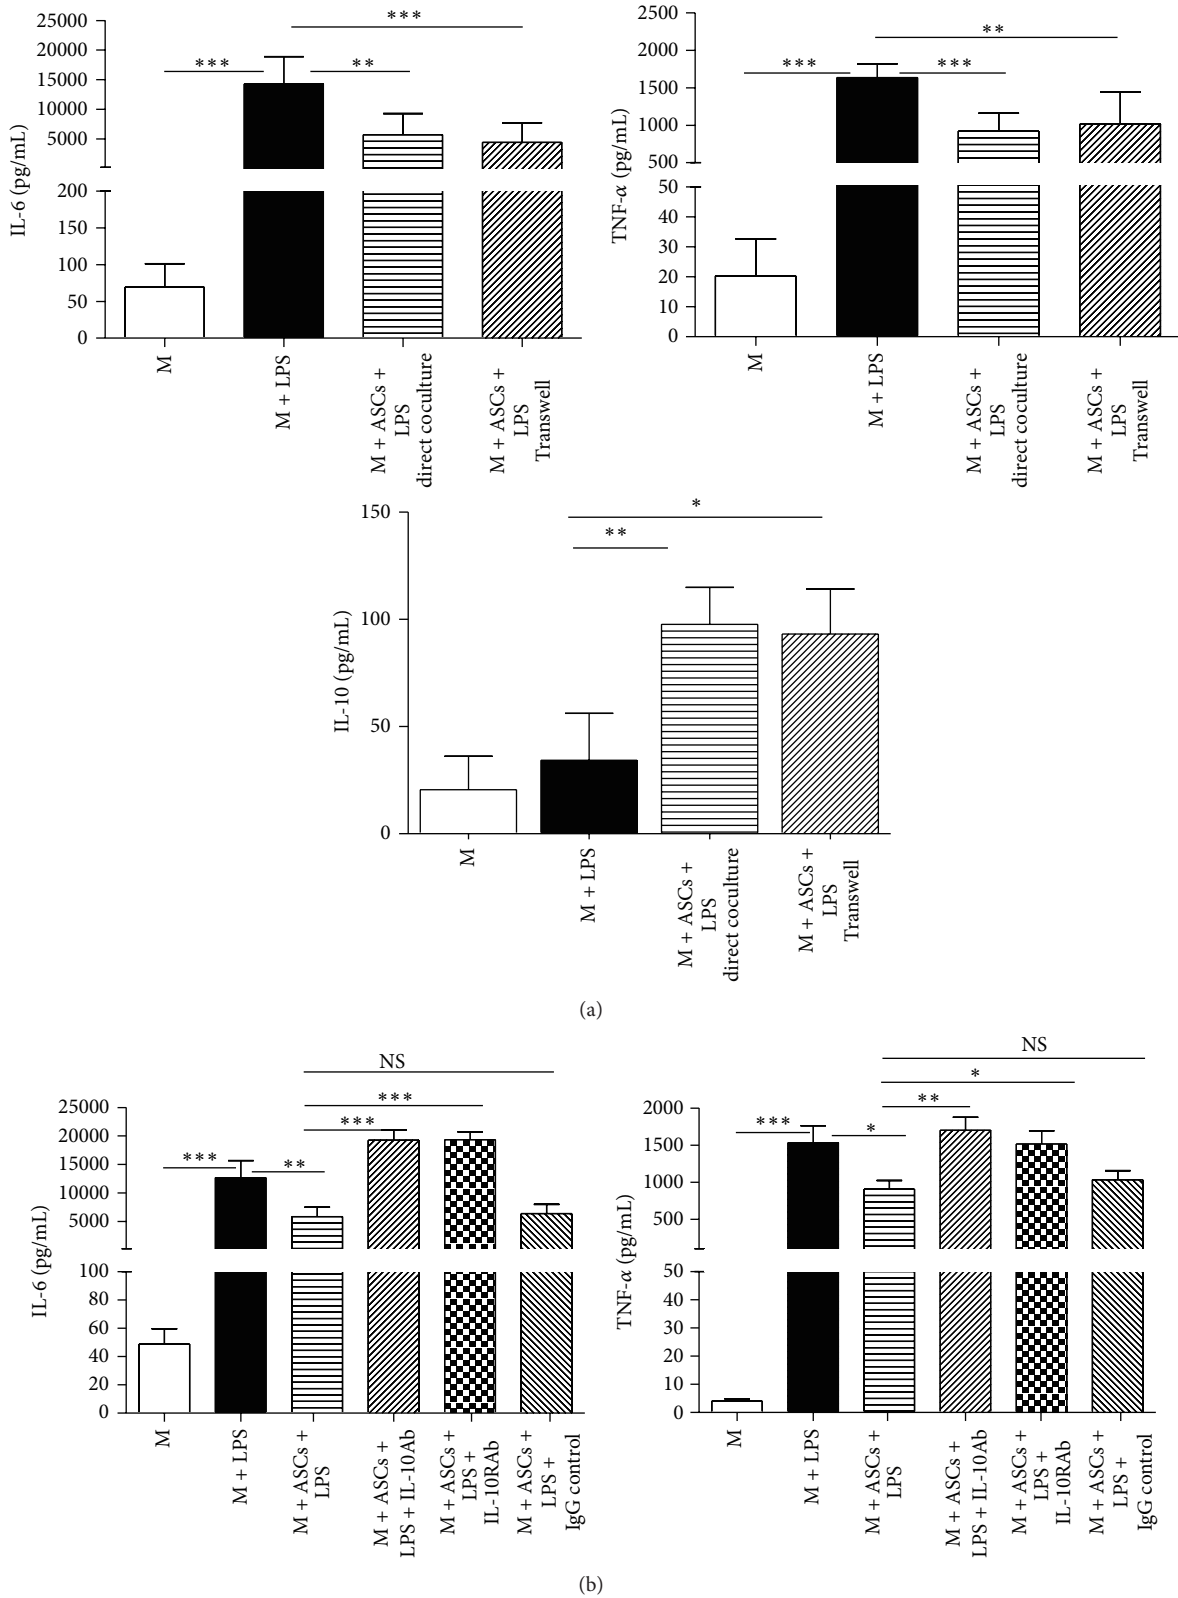 IL-6 (pg/mL)
25000
20000
15000
10000
5000
200
150
100
50
0
***
***
**
M
M + LPS
M + ASCs +
LPS
direct coculture
M + ASCs +
LPS
Transwell
TNF-α (pg/mL)
2500
2000
1500
1000
500
50
40
30
20
10
0
**
***
***
M
M + LPS
M + ASCs +
LPS
direct coculture
M + ASCs +
LPS
Transwell
IL-10 (pg/mL)
150
100
50
0
*
**
M
M + LPS
M + ASCs +
LPS
direct coculture
M + ASCs +
LPS
Transwell
(a)
IL-6 (pg/mL)
25000
20000
15000
10000
5000
100
80
60
40
20
0
NS
***
***
***
**
M
M + LPS
M + ASCs +
LPS
M + ASCs +
LPS + IL-10Ab
M + ASCs +
LPS +
IL-10RAb
M + ASCs +
LPS +
IgG control
TNF-α (pg/mL)
2000
1500
1000
500
50
40
30
20
10
0
NS
*
**
***
*
M
M + LPS
M + ASCs +
LPS
M + ASCs +
LPS + IL-10Ab
M + ASCs +
LPS +
IL-10RAb
M + ASCs +
LPS +
IgG control
(b)